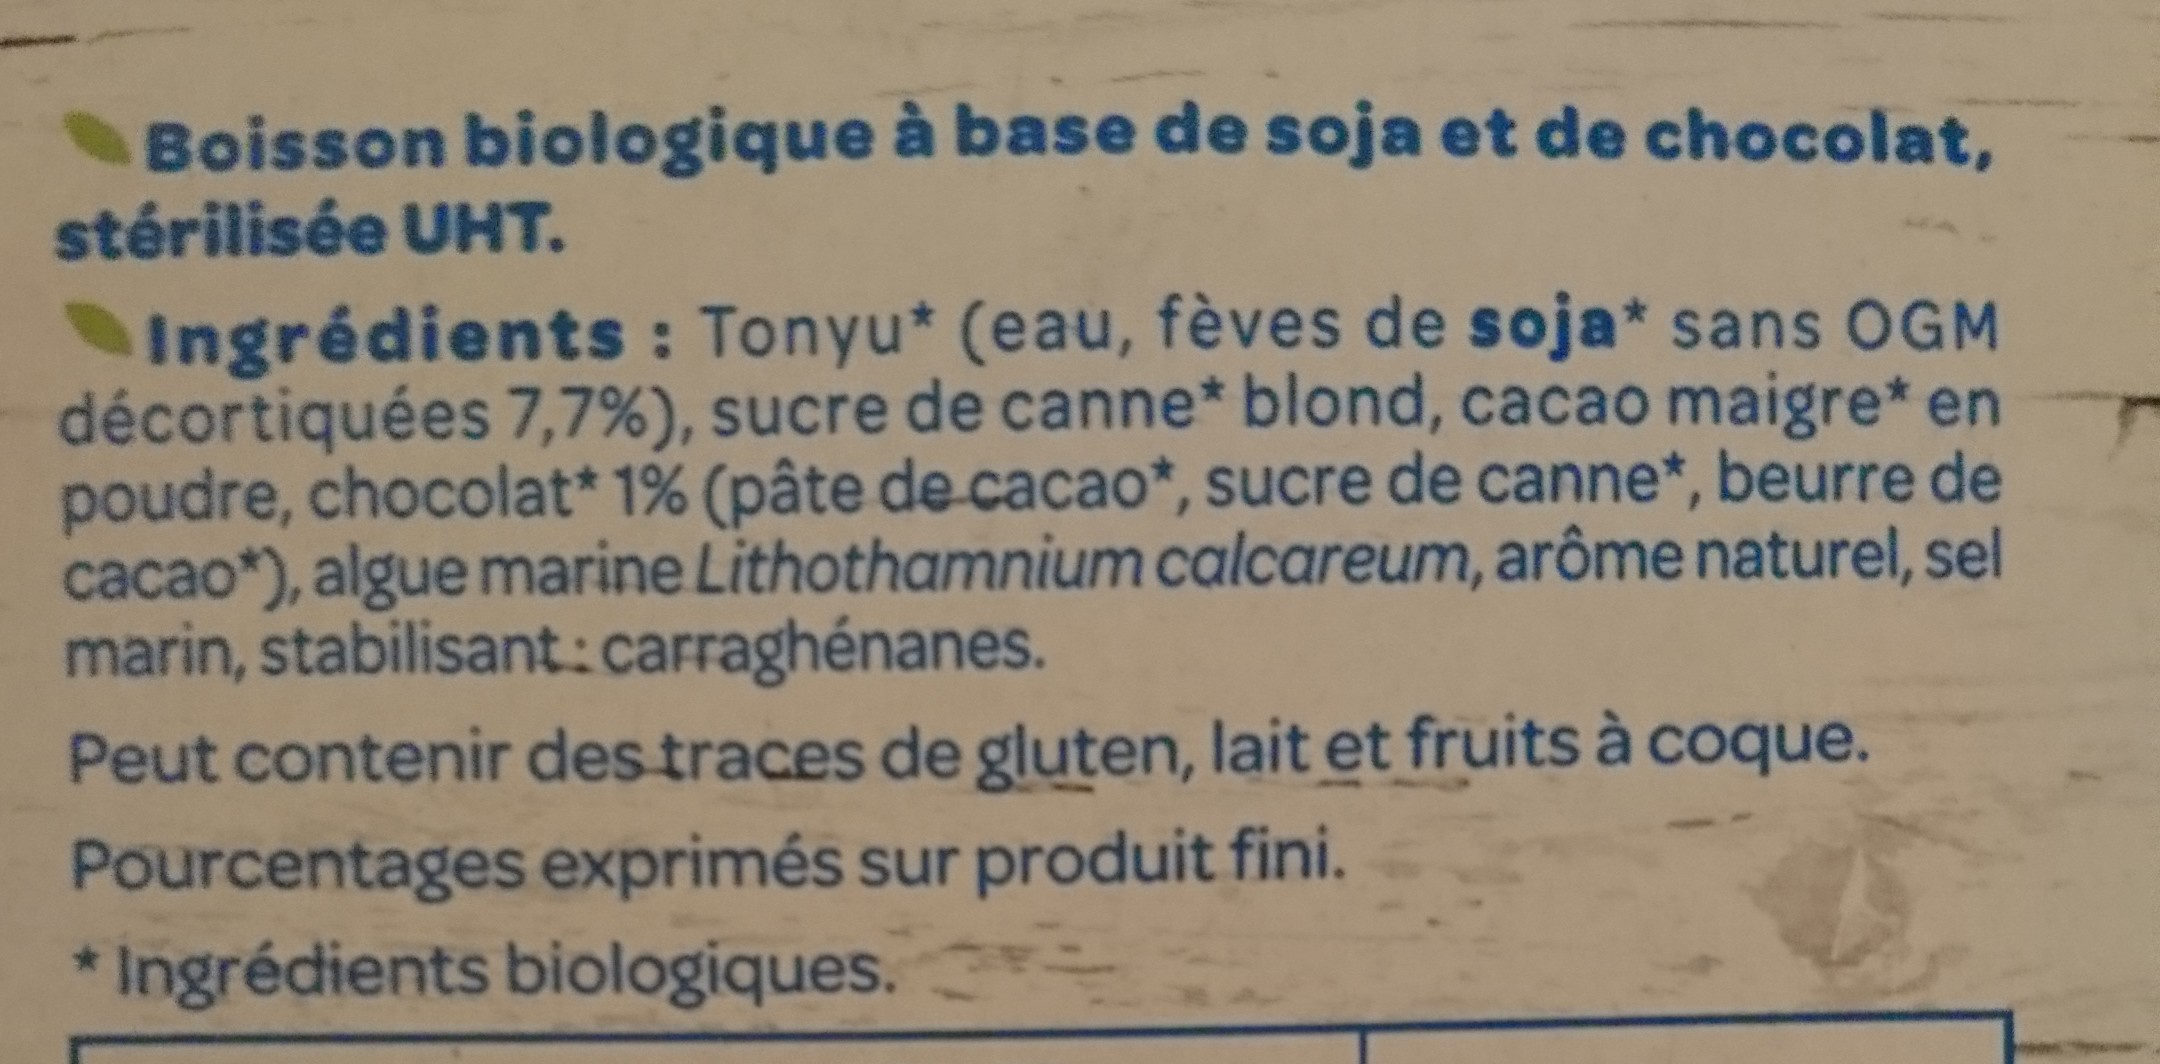 Boisson biologique à base de soja et de chocolat,
stérilisée UHT.
Ingrédients : Tonyu* (eau, fèves de soja* sans OGM
décortiquées 7,7%), sucre de canne* blond, cacao maigre* en
poudre, chocolat* 1% (pâte de cacao*, sucre de canne*, beurre de
cacao*), algue marine Lithothamnium calcareum, arôme naturel, sel
marin, stabilisant : carraghénanes.
Peut contenir des traces de gluten, lait et fruits à coque.
Pourcentages exprimés sur produit fini.
* Ingrédients biologiques.